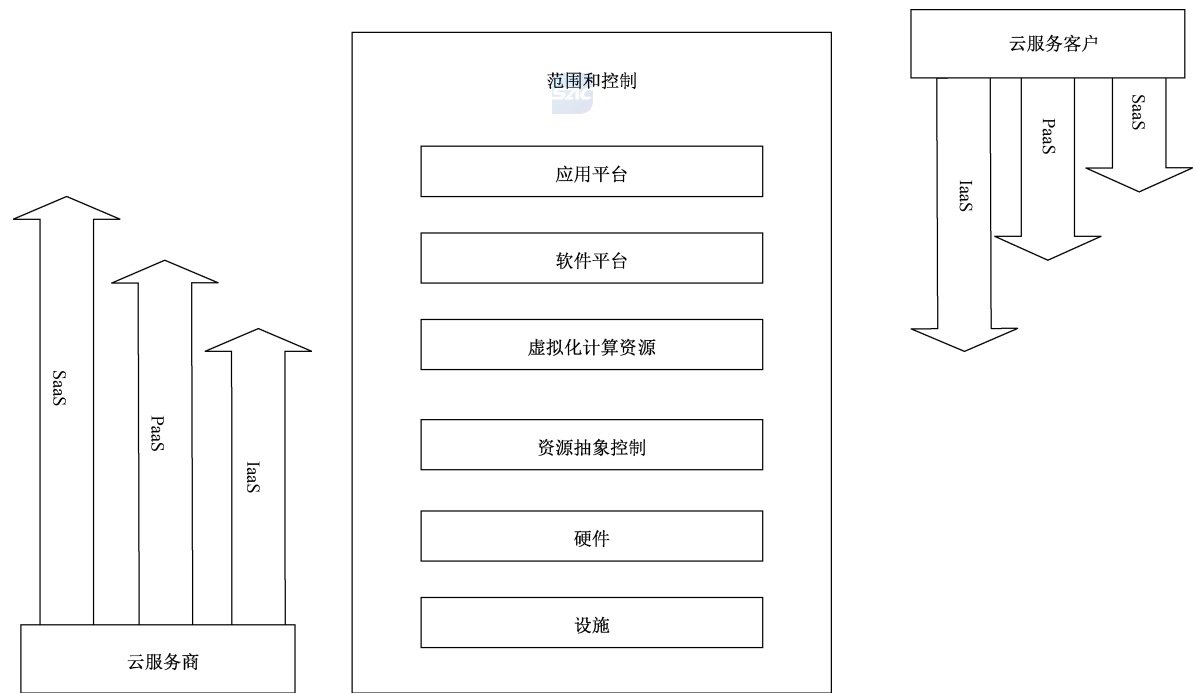 云服务客户
范围和控制
SZIC
SaaS
PaaS
IaaS
应用平台
软件平台
虚拟化计算资源
资源抽象控制
硬件
设施
SaaS
PaaS
IaaS
云服务商